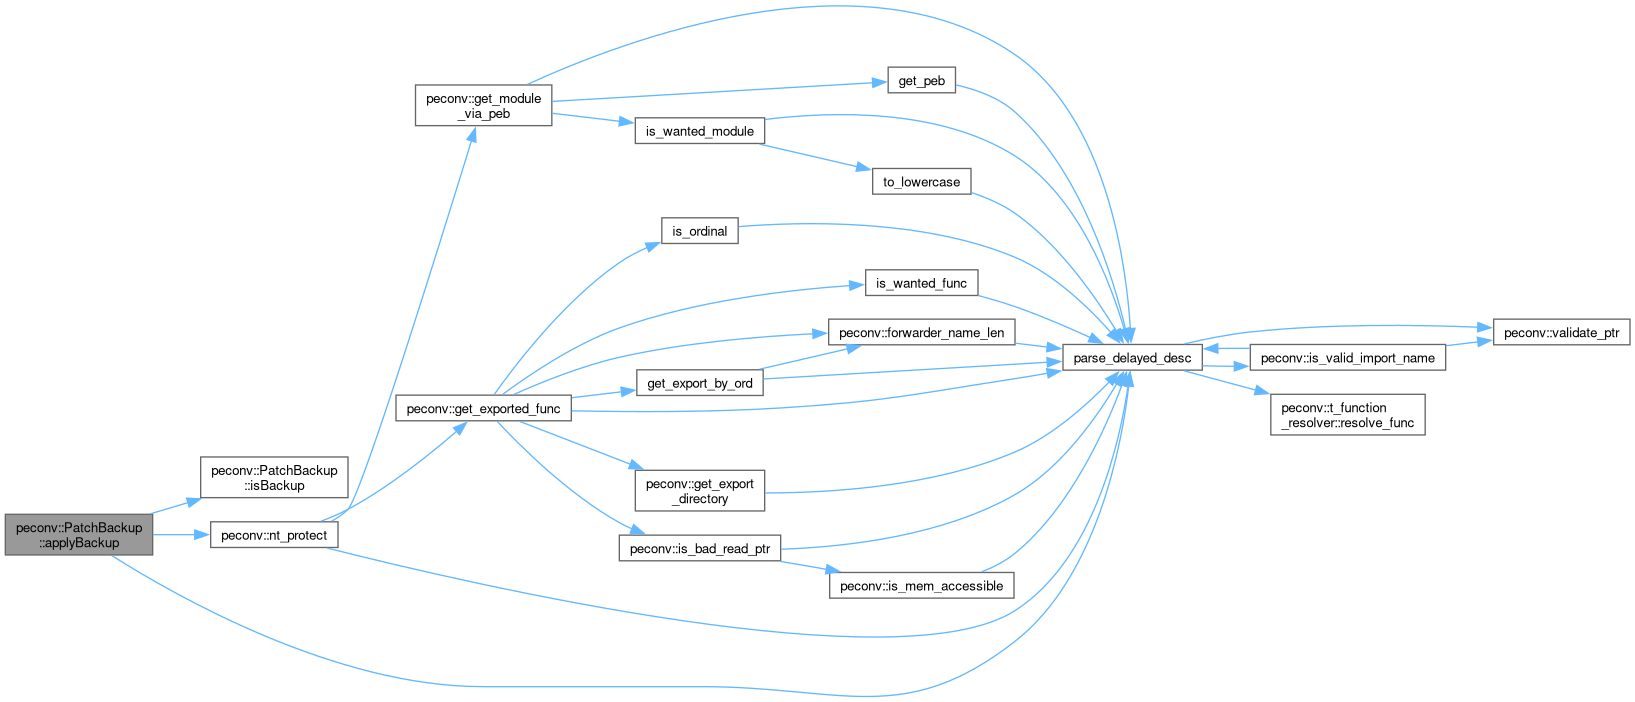 peconv::PatchBackup
::applyBackup
peconv::PatchBackup
::isBackup
peconv::nt_protect
peconv::get_module
_via_peb
peconv::get_exported_func
get_peb
is_wanted_module
to_lowercase
is_ordinal
is_wanted_func
peconv::forwarder_name_len
get_export_by_ord
peconv::get_export
_directory
peconv::is_bad_read_ptr
peconv::is_mem_accessible
parse_delayed_desc
peconv::validate_ptr
peconv::is_valid_import_name
peconv::t_function
_resolver::resolve_func